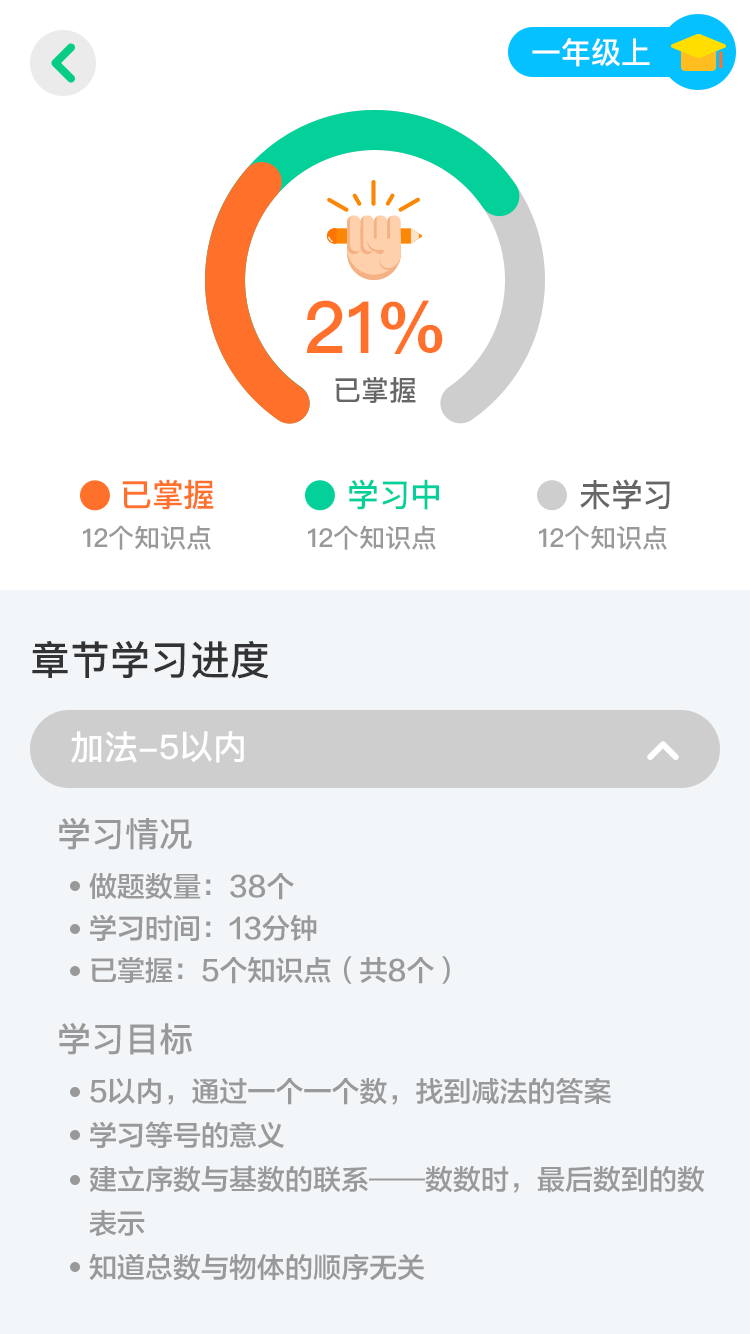 一年级上
21%
已掌握
已掌握 学习中 未学习
12个知识点 12个知识点 12个知识点
章节学习进度
加法-5以内
学习情况
•做题数量：38个
•学习时间：13分钟
•已掌握：5个知识点（共8个）
学习目标
•5以内，通过一个一个数，找到减法的答案
•学习等号的意义
•建立序数与基数的联系——数数时，最后数到的数
表示
•知道总数与物体的顺序无关